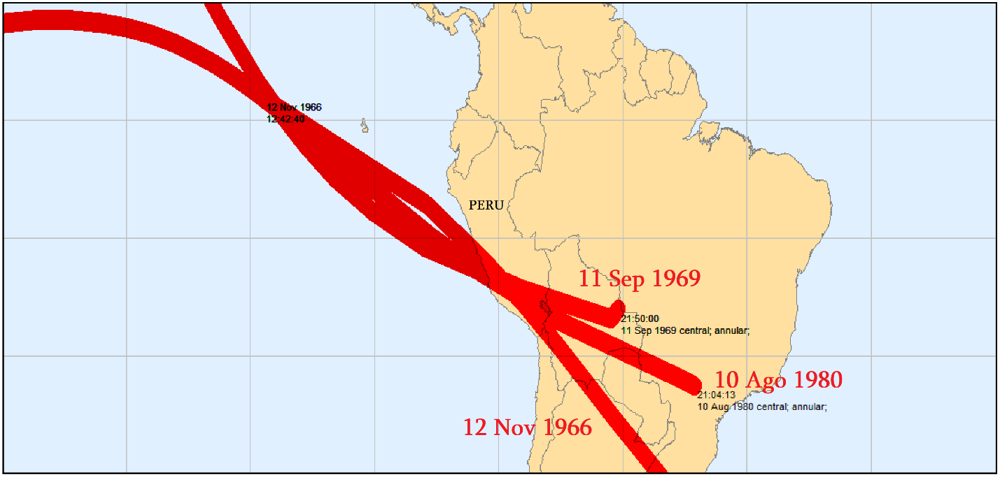 12 Nov 1966
12:42:40
PERU
11 Sep 1969
21:50:00
11 Sep 1969 central; annular;
10 Ago 1980
21:04:13
10 Aug 1980 central; annular;
12 Nov 1966